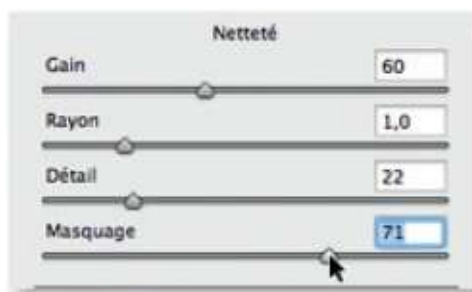 Netteté
Gain 60
Rayon 1,0
Détail 22
Masquage 71